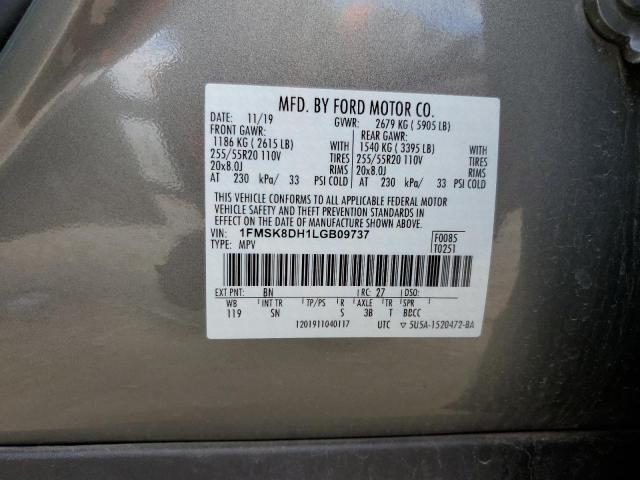 MFD. BY FORD MOTOR CO.
DATE: 11/19 GVWR: 2679 KG ( 5905 LB)
FRONT GAWR: REAR GAWR:
1186 KG ( 2615 LB) WITH 1540 KG ( 3395 LB) WITH
255/55R20 110V TIRES 255/55R20 110V TIRES
20x8.0J RIMS 20x8.0J RIMS
AT 230 kPa/ 33 PSI COLD AT 230 kPa/ 33 PSI COLD
THIS VEHICLE CONFORMS TO ALL APPLICABLE FEDERAL MOTOR
VEHICLE SAFETY AND THEFT PREVENTION STANDARDS IN
EFFECT ON THE DATE OF MANUFACTURE SHOWN ABOVE.
VIN: 1FMSK8DH1LGB09737 F0085
TYPE: MPV T0251
EXT PNT: BN RC: 27 DSO:
WB INT TR TP/PS R AXLE TR SPR
119 SN S 3B T BBCC
1201911040117 UTC ▽ 5U5A-1520472-BA